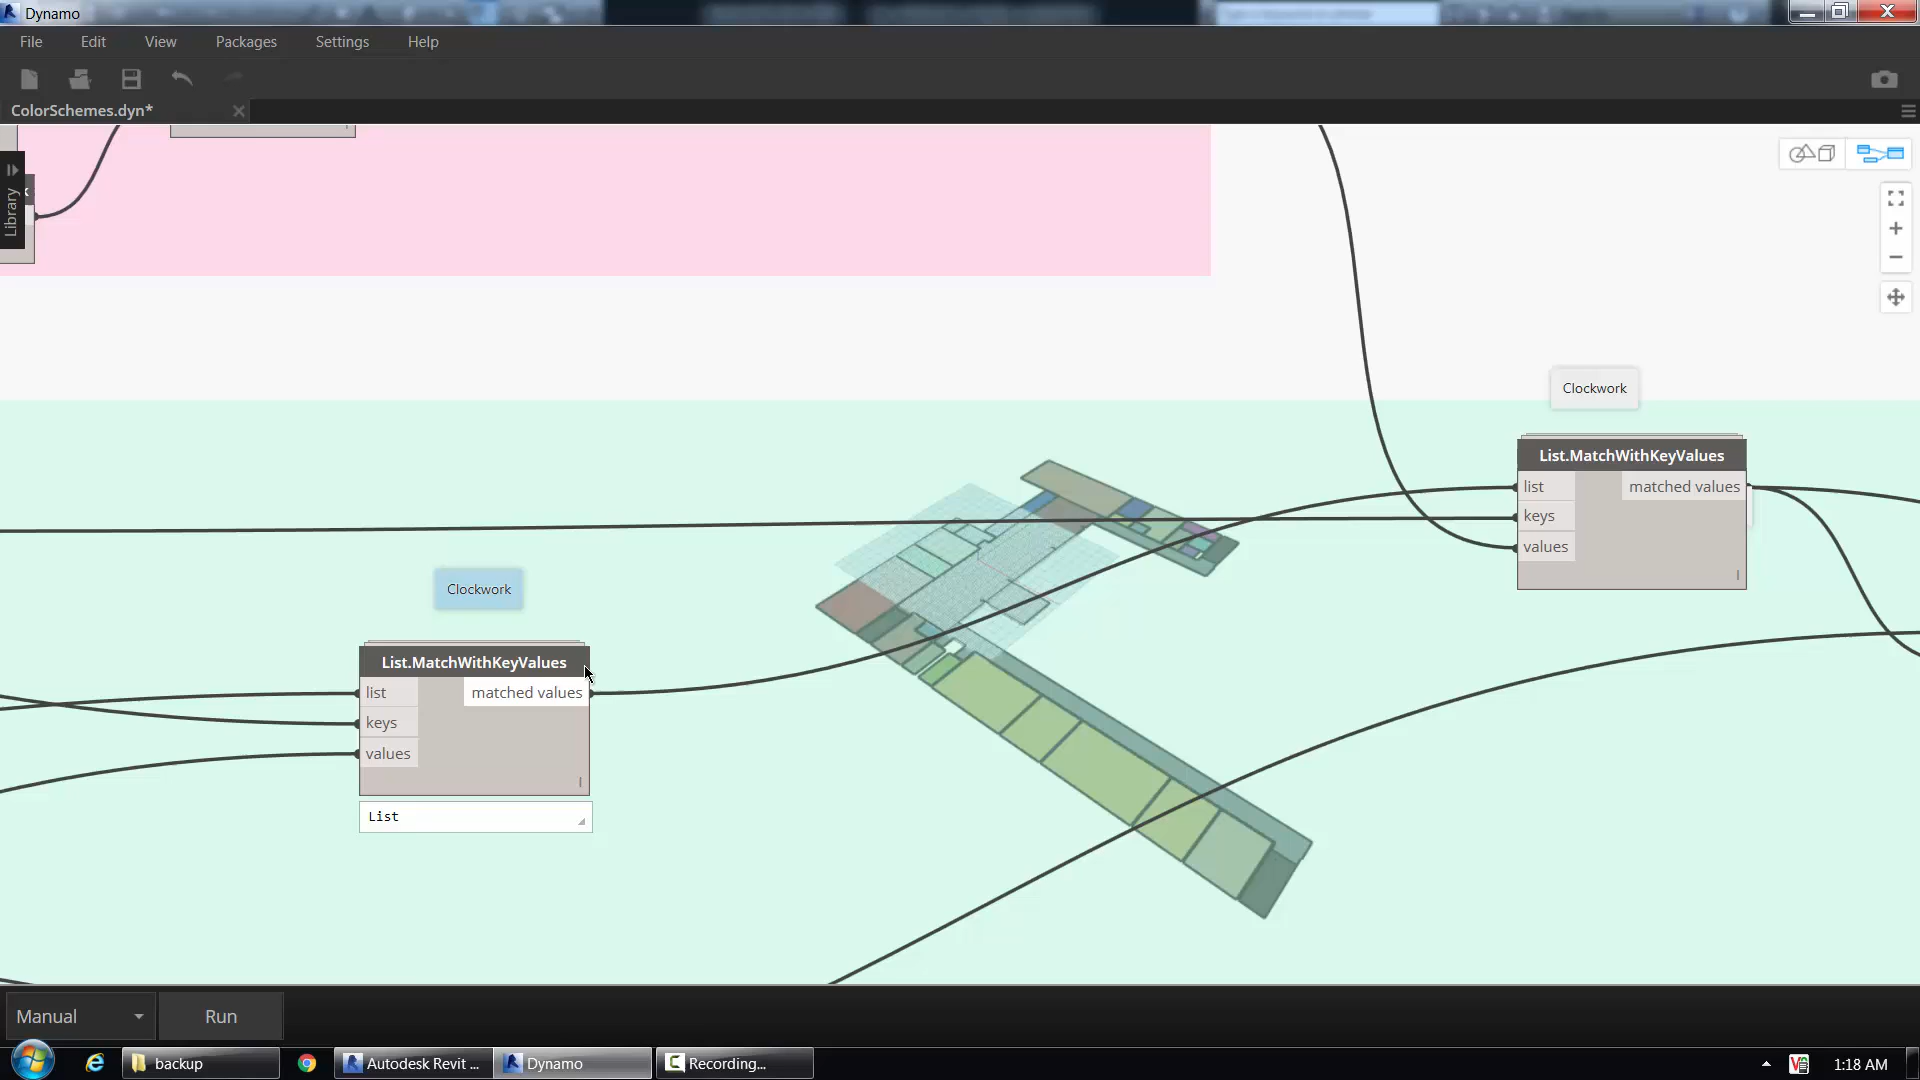 Dynamo
File Edit View Packages Settings Help
ColorSchemes.dyn*
Library
Clockwork
List.MatchWithKeyValues
list matched values
keys
values
Clockwork
List.MatchWithKeyValues
list matched values
keys
values
List
Manual Run
backup Autodesk Revit ... Dynamo Recording... 1:18 AM